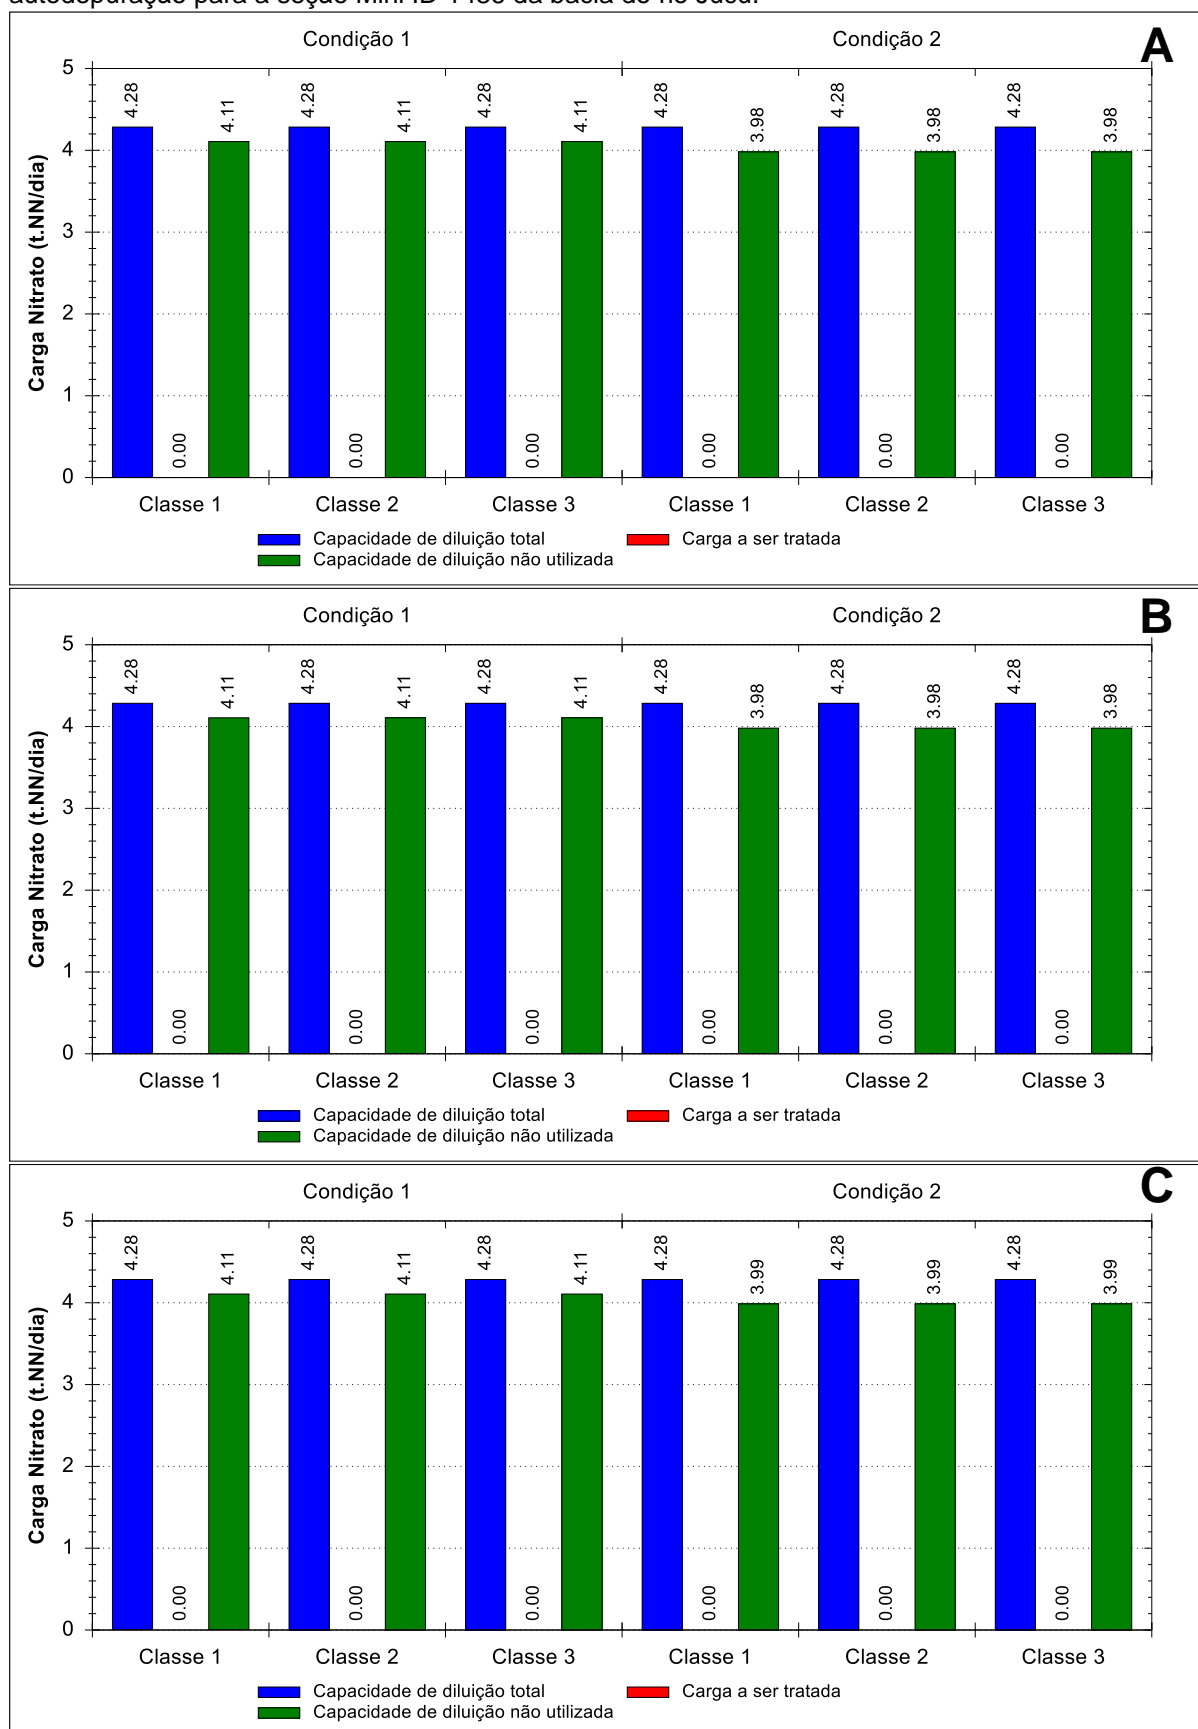 autodepuração para a seção Mini ID 4486 da bacia do rio Jucu.
Condição 1 Condição 2 A
5
4
3
2
1
0
Carga Nitrato (t.NN/dia)
4.28 0.00 4.11 4.28 0.00 4.11 4.28 0.00 4.11 4.28 0.00 3.98 4.28 0.00 3.98 4.28 0.00 3.98
Classe 1 Classe 2 Classe 3 Classe 1 Classe 2 Classe 3
Capacidade de diluição total Carga a ser tratada
Capacidade de diluição não utilizada
Condição 1 Condição 2 B
5
4
3
2
1
0
Carga Nitrato (t.NN/dia)
4.28 0.00 4.11 4.28 0.00 4.11 4.28 0.00 4.11 4.28 0.00 3.98 4.28 0.00 3.98 4.28 0.00 3.98
Classe 1 Classe 2 Classe 3 Classe 1 Classe 2 Classe 3
Capacidade de diluição total Carga a ser tratada
Capacidade de diluição não utilizada
Condição 1 Condição 2 C
5
4
3
2
1
0
Carga Nitrato (t.NN/dia)
4.28 0.00 4.11 4.28 0.00 4.11 4.28 0.00 4.11 4.28 0.00 3.99 4.28 0.00 3.99 4.28 0.00 3.99
Classe 1 Classe 2 Classe 3 Classe 1 Classe 2 Classe 3
Capacidade de diluição total Carga a ser tratada
Capacidade de diluição não utilizada